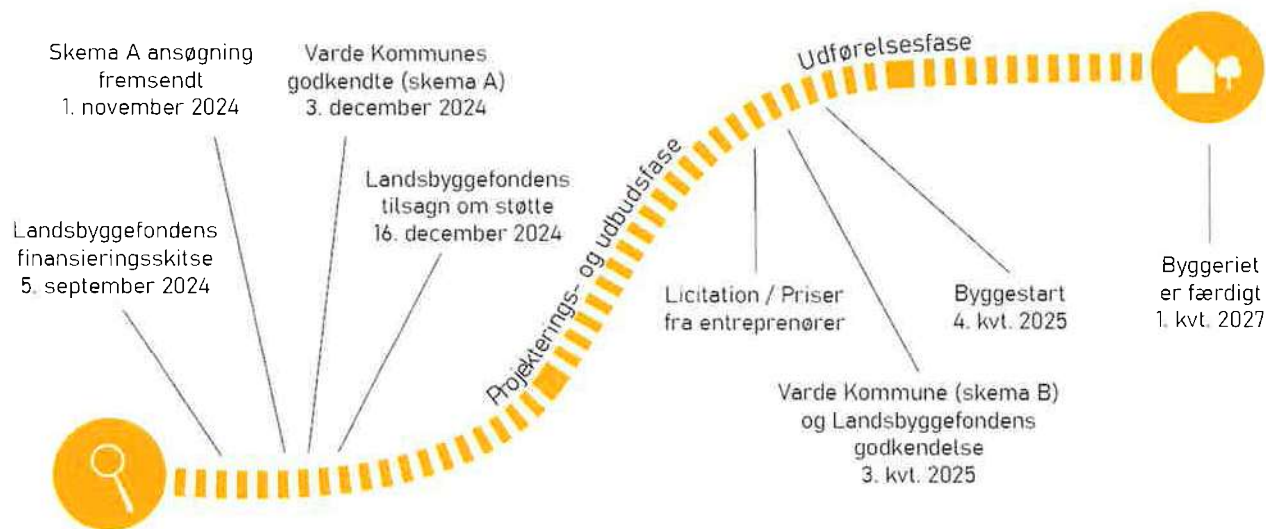 Skema A ansøgning
fremsendt
1. november 2024
Varde Kommunes
godkendte (skema A)
3. december 2024
Landsbyggefondens
tilsagn om støtte
16. december 2024
Landsbyggefondens
finansieringsskitse
5. september 2024
Projekterings- og udbudsfase
Udførelsesfase
Licitation / Priser
fra entreprenører
Byggestart
4. kvt. 2025
Varde Kommune (skema B)
og Landsbyggefondens
godkendelse
3. kvt. 2025
Byggeriet
er færdigt
1. kvt. 2027